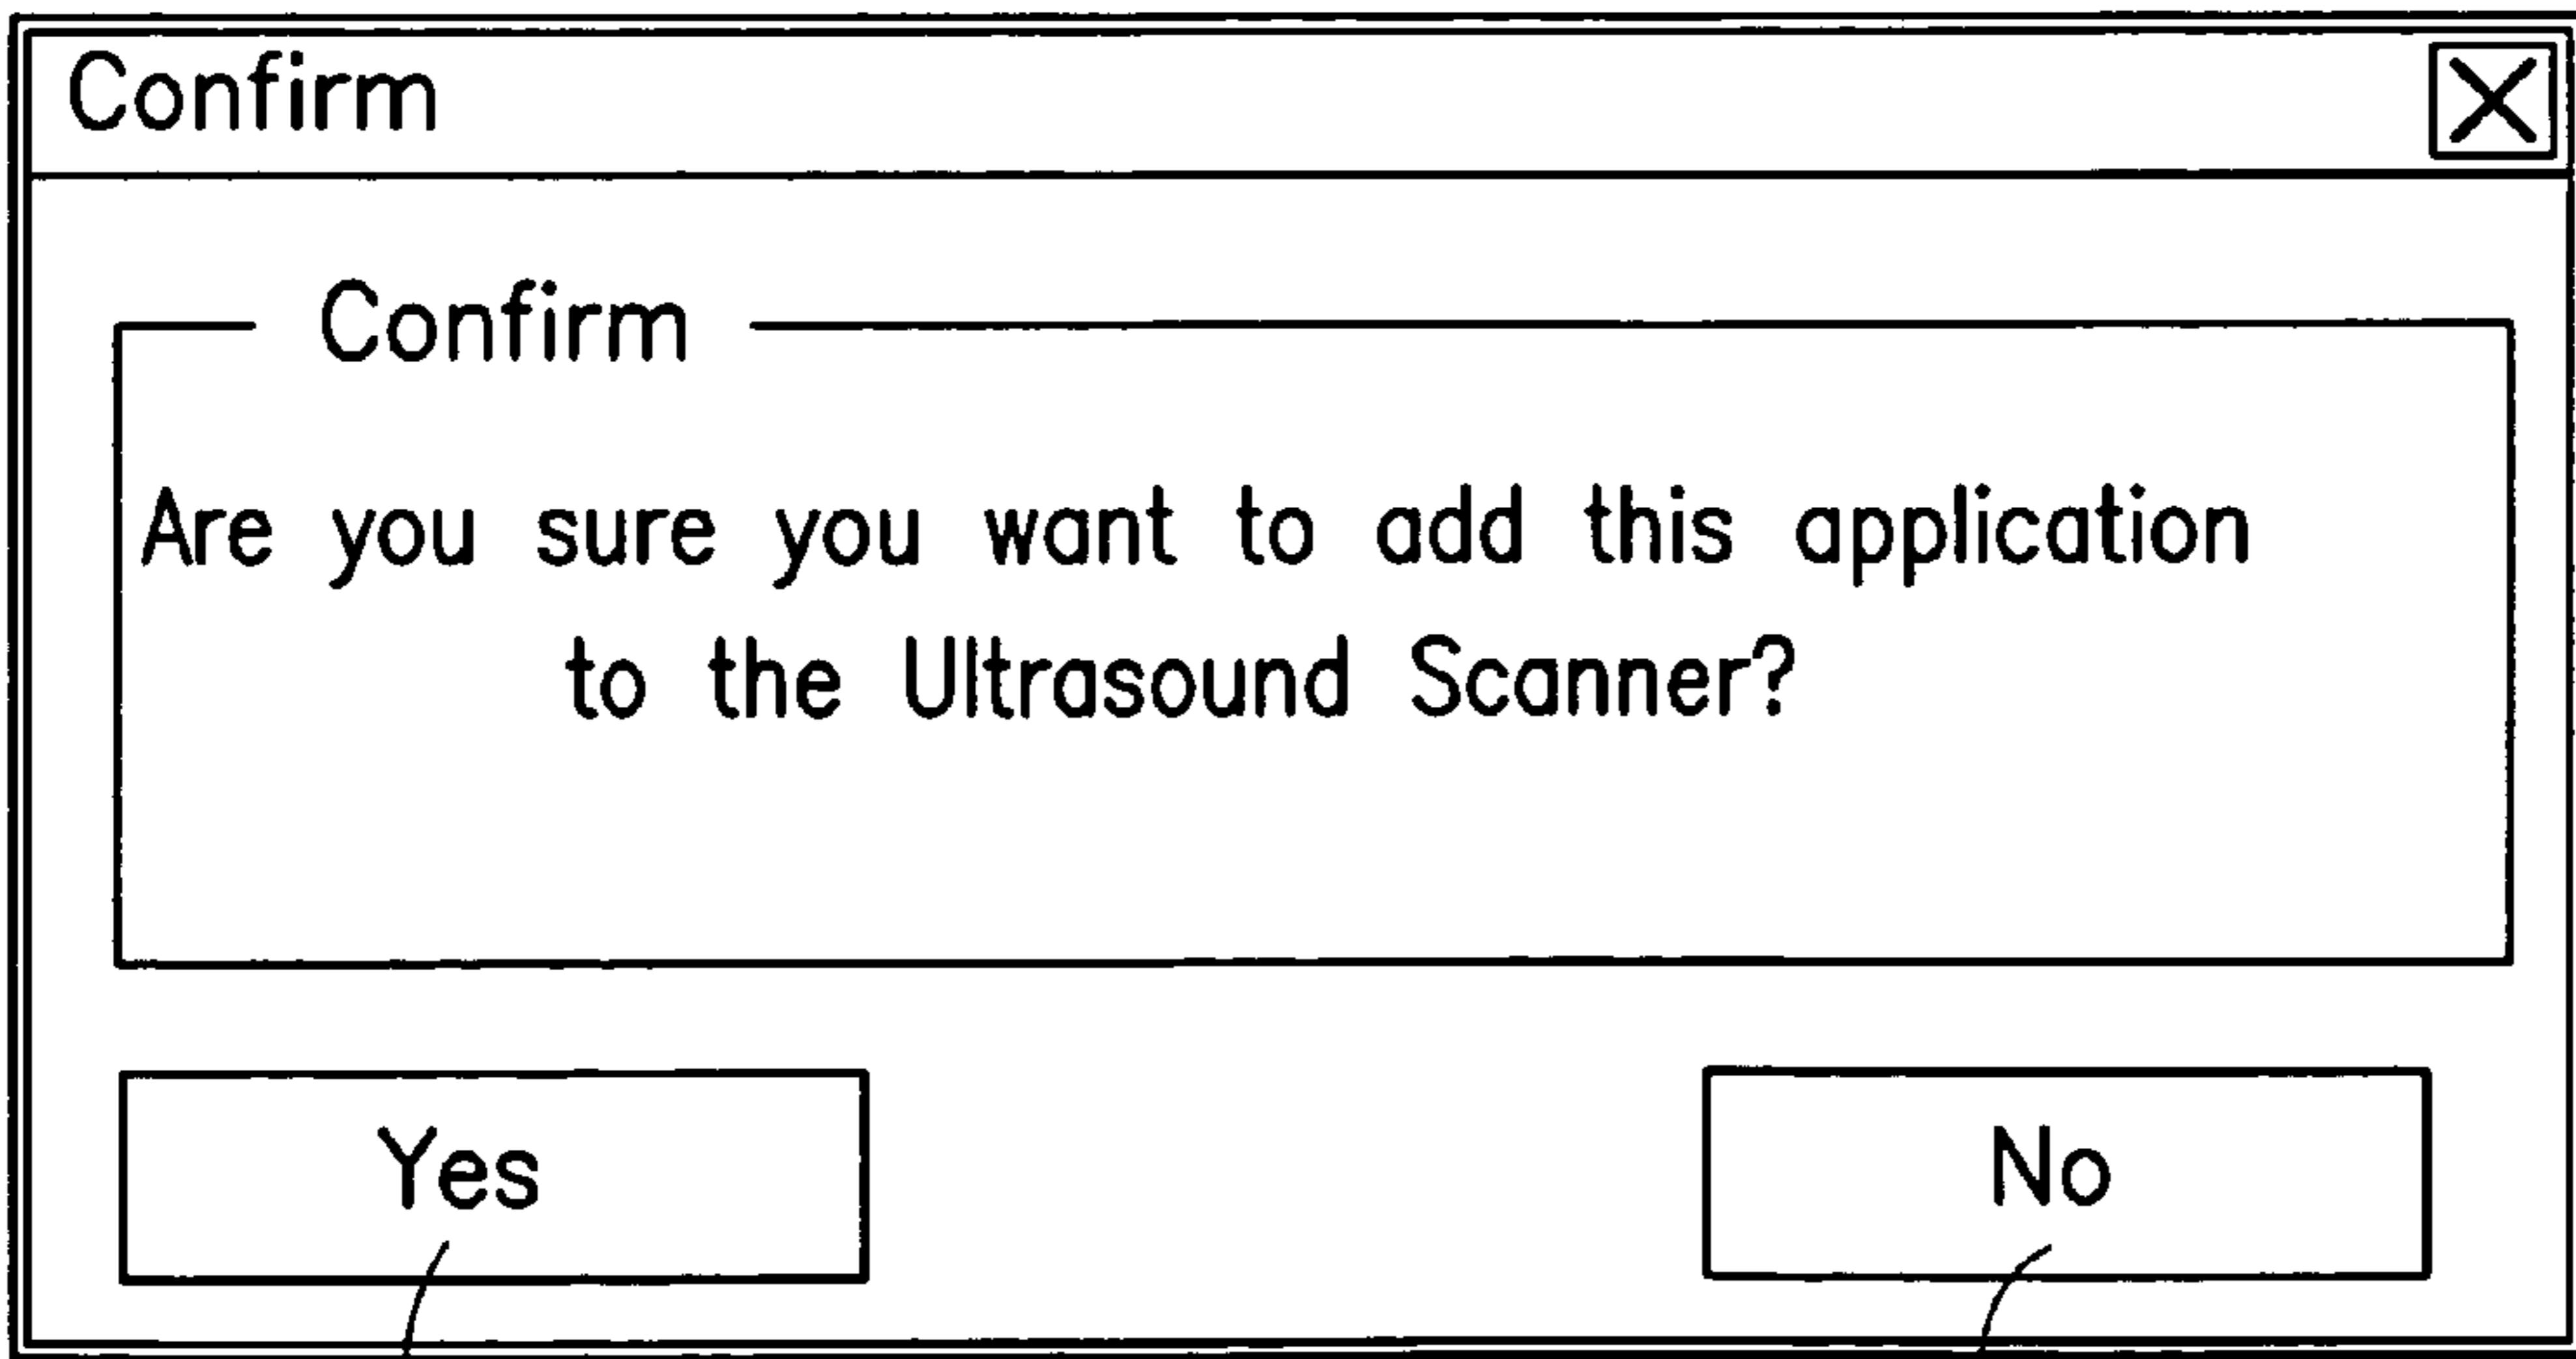 Confirm
Confirm
Are you sure you want to add this application
to the Ultrasound Scanner?
Yes
No